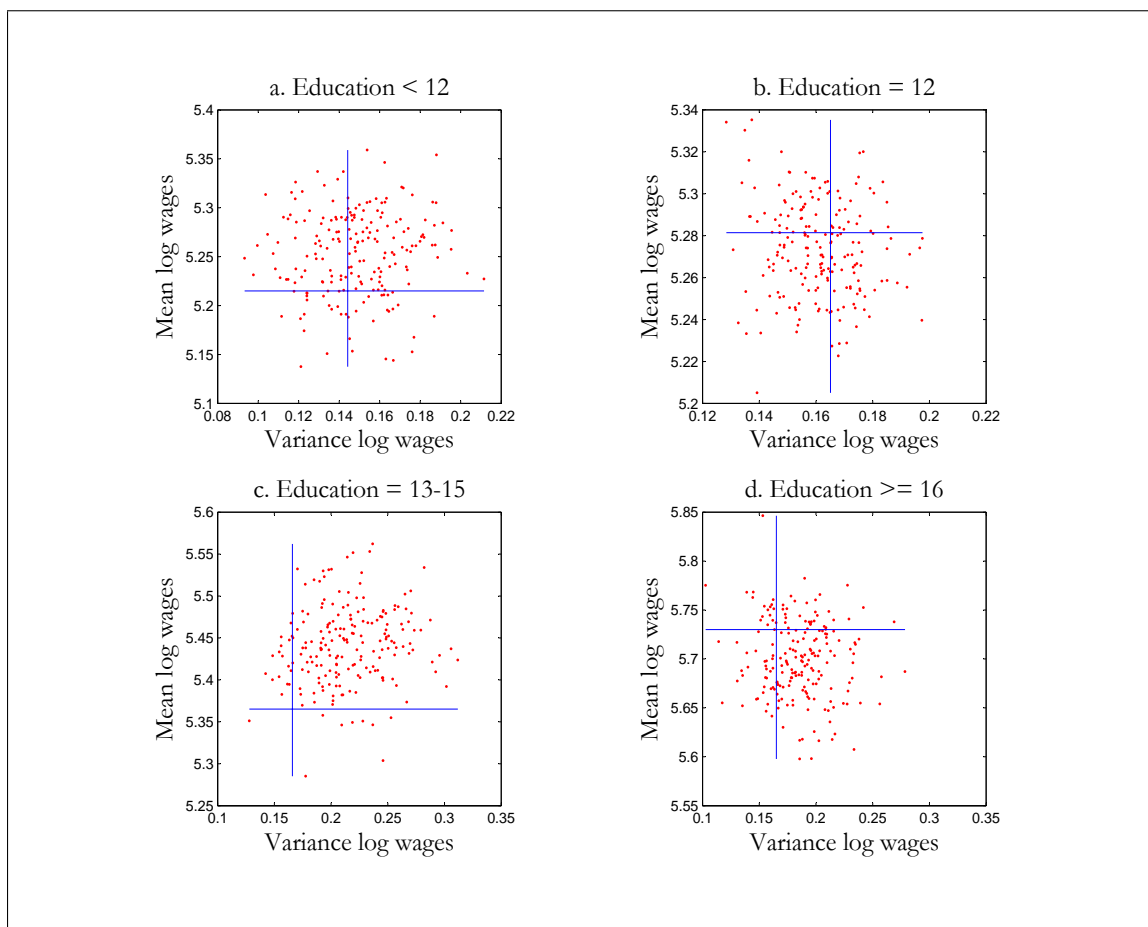 a. Education < 12
Mean log wages
5.4
5.35
5.3
5.25
5.2
5.15
5.1
0.08 0.1 0.12 0.14 0.16 0.18 0.2 0.22
Variance log wages
b. Education = 12
Mean log wages
5.34
5.32
5.3
5.28
5.26
5.24
5.2
0.12 0.14 0.16 0.18 0.2 0.22
Variance log wages
c. Education = 13-15
Mean log wages
5.6
5.55
5.5
5.45
5.4
5.35
5.3
5.25
0.1 0.15 0.2 0.25 0.3 0.35
Variance log wages
d. Education >= 16
Mean log wages
5.85
5.8
5.75
5.7
5.65
5.6
5.55
0.1 0.15 0.2 0.25 0.3 0.35
Variance log wages